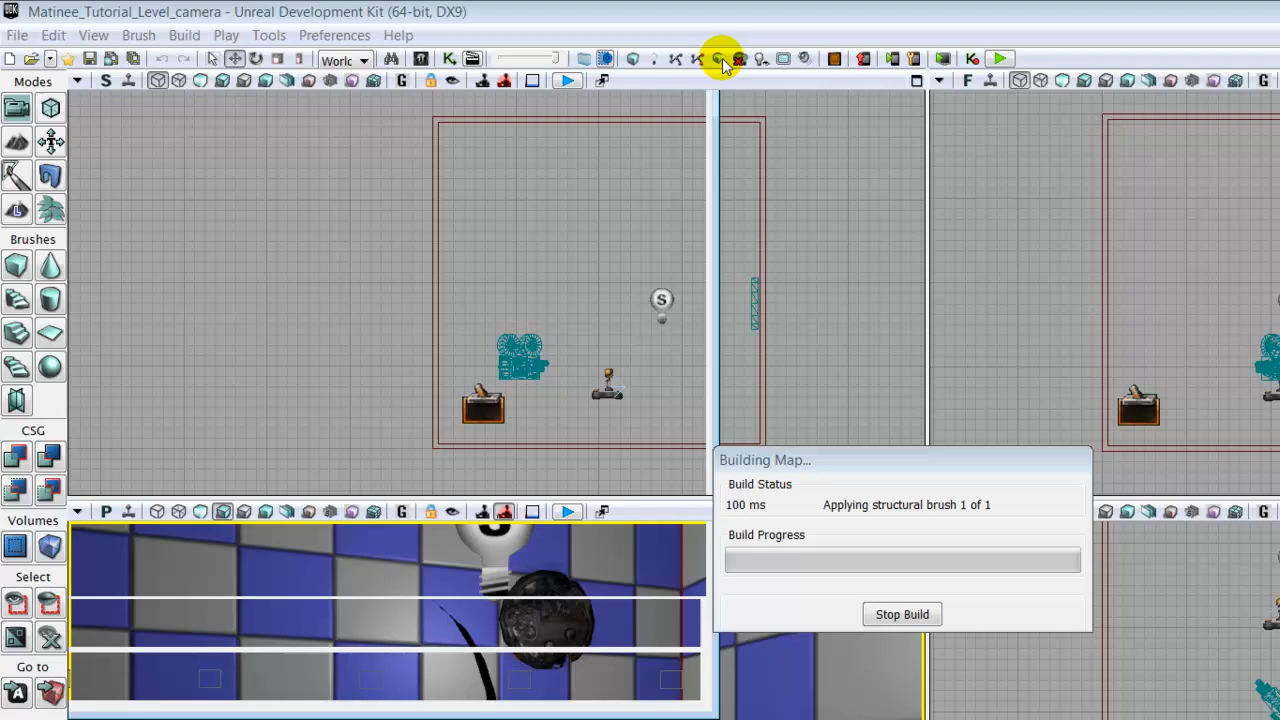 UDK Matinee_Tutorial_Level_camera - Unreal Development Kit (64-bit, DX9)
File Edit View Brush Build Play Tools Preferences Help
World
Modes
S G
F G
Brushes
S
CSG
Building Map...
Build Status
100 ms Applying structural brush 1 of 1
P G
Volumes
Build Progress
Select
Stop Build
Go to
A